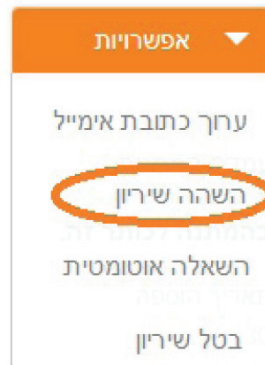 אפשרויות
ערוך כתובת אימייל
השהה שיריון
השאלה אוטומטית
בטל שיריון